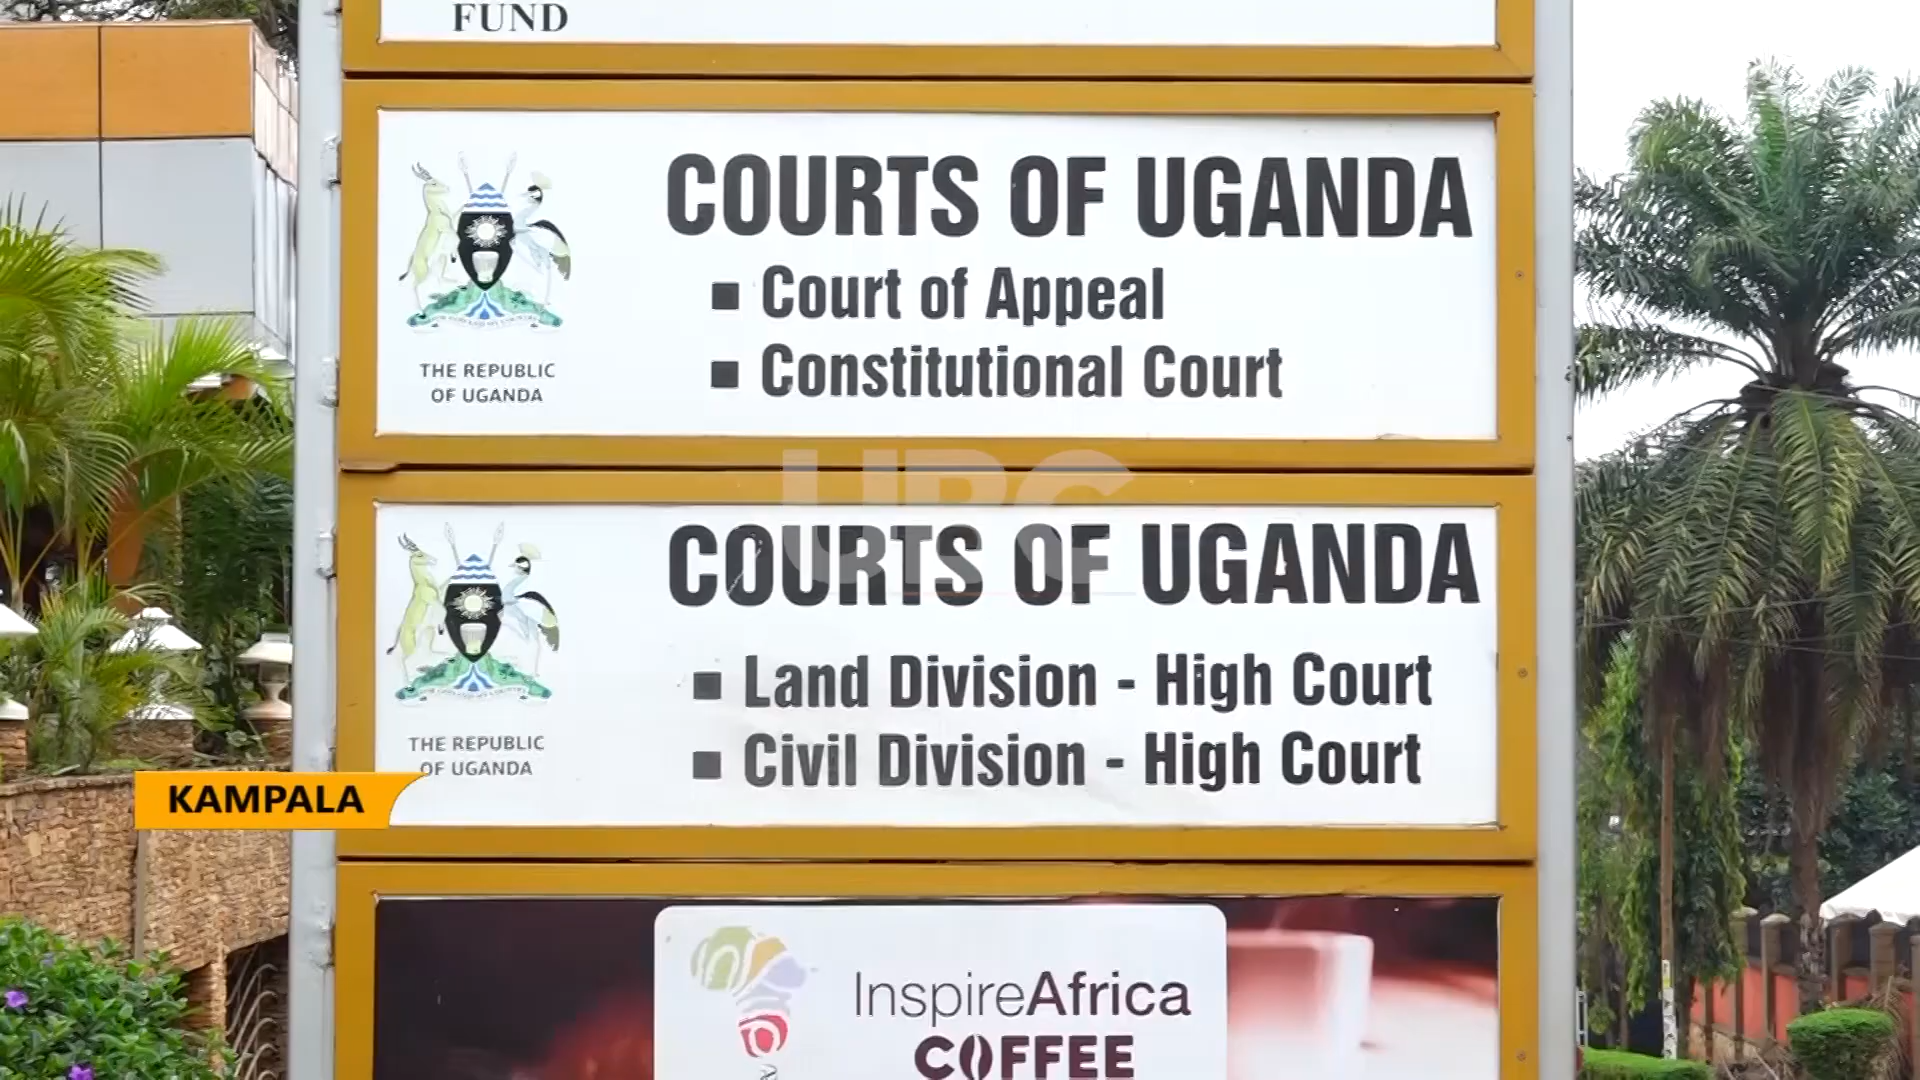 FUND
COURTS OF UGANDA
▪ Court of Appeal
▪ Constitutional Court
THE REPUBLIC
OF UGANDA
UBC
COURTS OF UGANDA
▪ Land Division - High Court
▪ Civil Division - High Court
THE REPUBLIC
OF UGANDA
KAMPALA
InspireAfrica
COFFEE